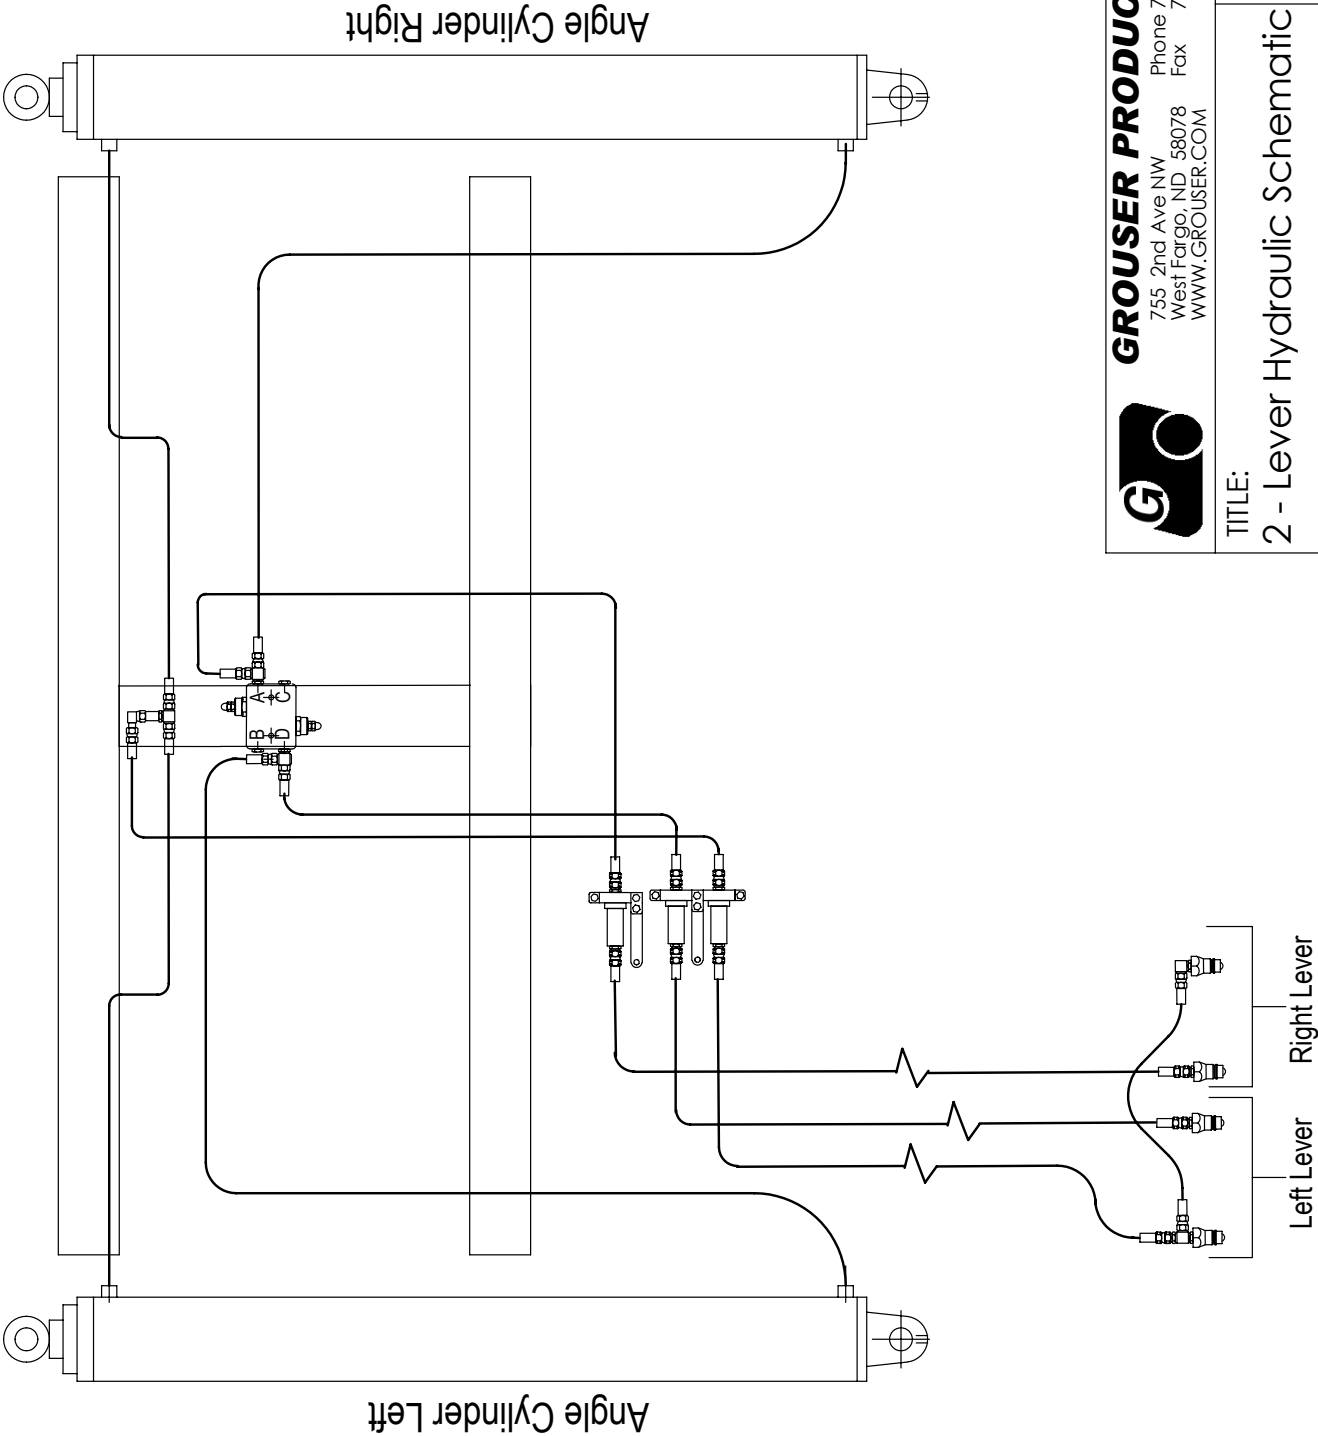 Angle Cylinder Right
Angle Cylinder Left
B A
D C
Left Lever
Right Lever
G
GROUSER PRODUC
755 2nd Ave NW Phone 7
West Fargo, ND 58078 Fax 7
WWW.GROUSER.COM
TITLE:
2 - Lever Hydraulic Schematic